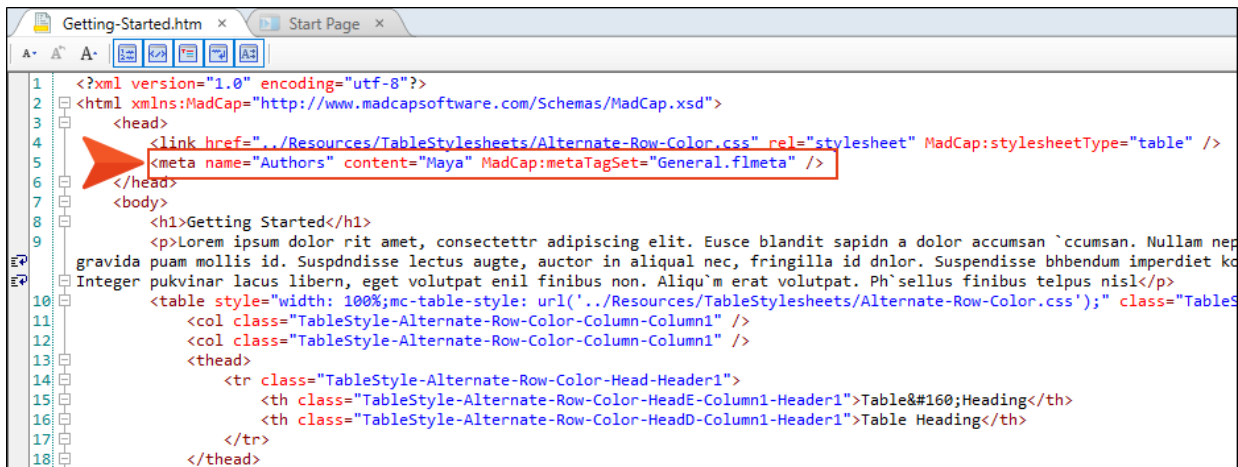 Getting-Started.htm × Start Page ×
A- A A-
1 <?xml version="1.0" encoding="utf-8"?>
2 <html xmlns:MadCap="http://www.madcapsoftware.com/Schemas/MadCap.xsd">
3 <head>
4 <link href="../Resources/TableStylesheets/Alternate-Row-Color.css" rel="stylesheet" MadCap:stylesheetType="table" />
5 <meta name="Authors" content="Maya" MadCap:metaTagSet="General.flmeta" />
6 </head>
7 <body>
8 <h1>Getting Started</h1>
9 <p>Lorem ipsum dolor rit amet, consectettr adipiscing elit. Eusce blandit sapidn a dolor accumsan `ccumsan. Nullam nep
gravida puam mollis id. Suspdndisse lectus augte, auctor in aliqual nec, fringilla id dnlor. Suspendisse bhbendum imperdiet
Integer pukvinar lacus libern, eget volutpat enil finibus non. Aliqu`m erat volutpat. Ph`sellus finibus telpus nisl</p>
10 <table style="width: 100%;mc-table-style: url('../Resources/TableStylesheets/Alternate-Row-Color.css');" class="TableS
11 <col class="TableStyle-Alternate-Row-Color-Column-Column1" />
12 <col class="TableStyle-Alternate-Row-Color-Column-Column1" />
13 <thead>
14 <tr class="TableStyle-Alternate-Row-Color-Head-Header1">
15 <th class="TableStyle-Alternate-Row-Color-HeadE-Column1-Header1">Table&#160;Heading</th>
16 <th class="TableStyle-Alternate-Row-Color-HeadD-Column1-Header1">Table Heading</th>
17 </tr>
18 </thead>